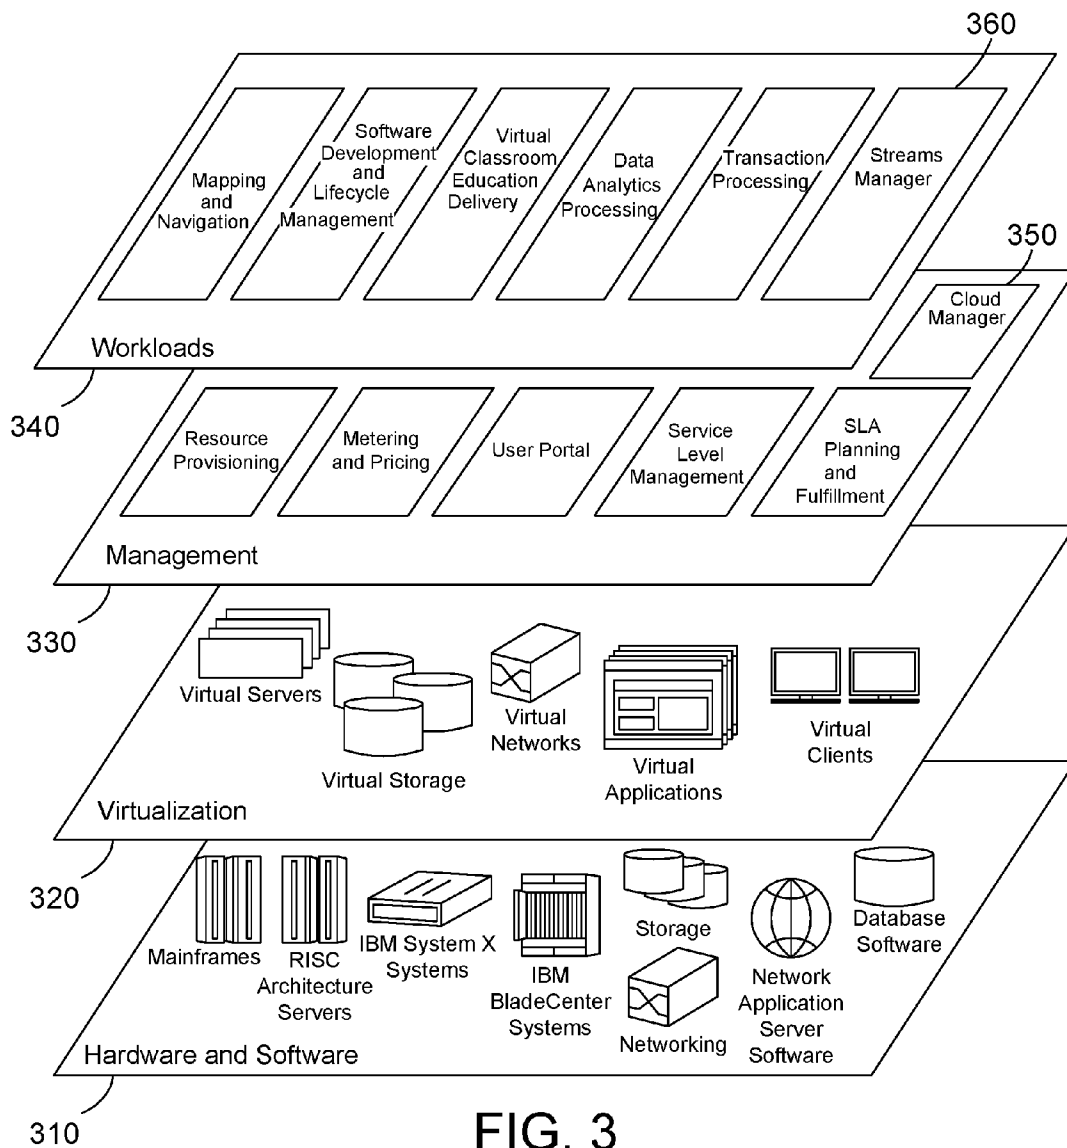 360
Mapping
and
Navigation
Software
Development
and
Lifecycle
Management
Virtual
Classroom
Education
Delivery
Data
Analytics
Processing
Transaction
Processing
Streams
Manager
350
Cloud
Manager
Workloads
340
Resource
Provisioning
Metering
and Pricing
User Portal
Service
Level
Management
SLA
Planning
and
Fulfillment
Management
330
Virtual Servers
Virtual Storage
Virtual
Networks
Virtual
Applications
Virtual
Clients
Virtualization
320
Mainframes
RISC
Architecture
Servers
IBM System X
Systems
IBM
BladeCenter
Systems
Storage
Networking
Network
Application
Server
Software
Database
Software
Hardware and Software
310
FIG. 3